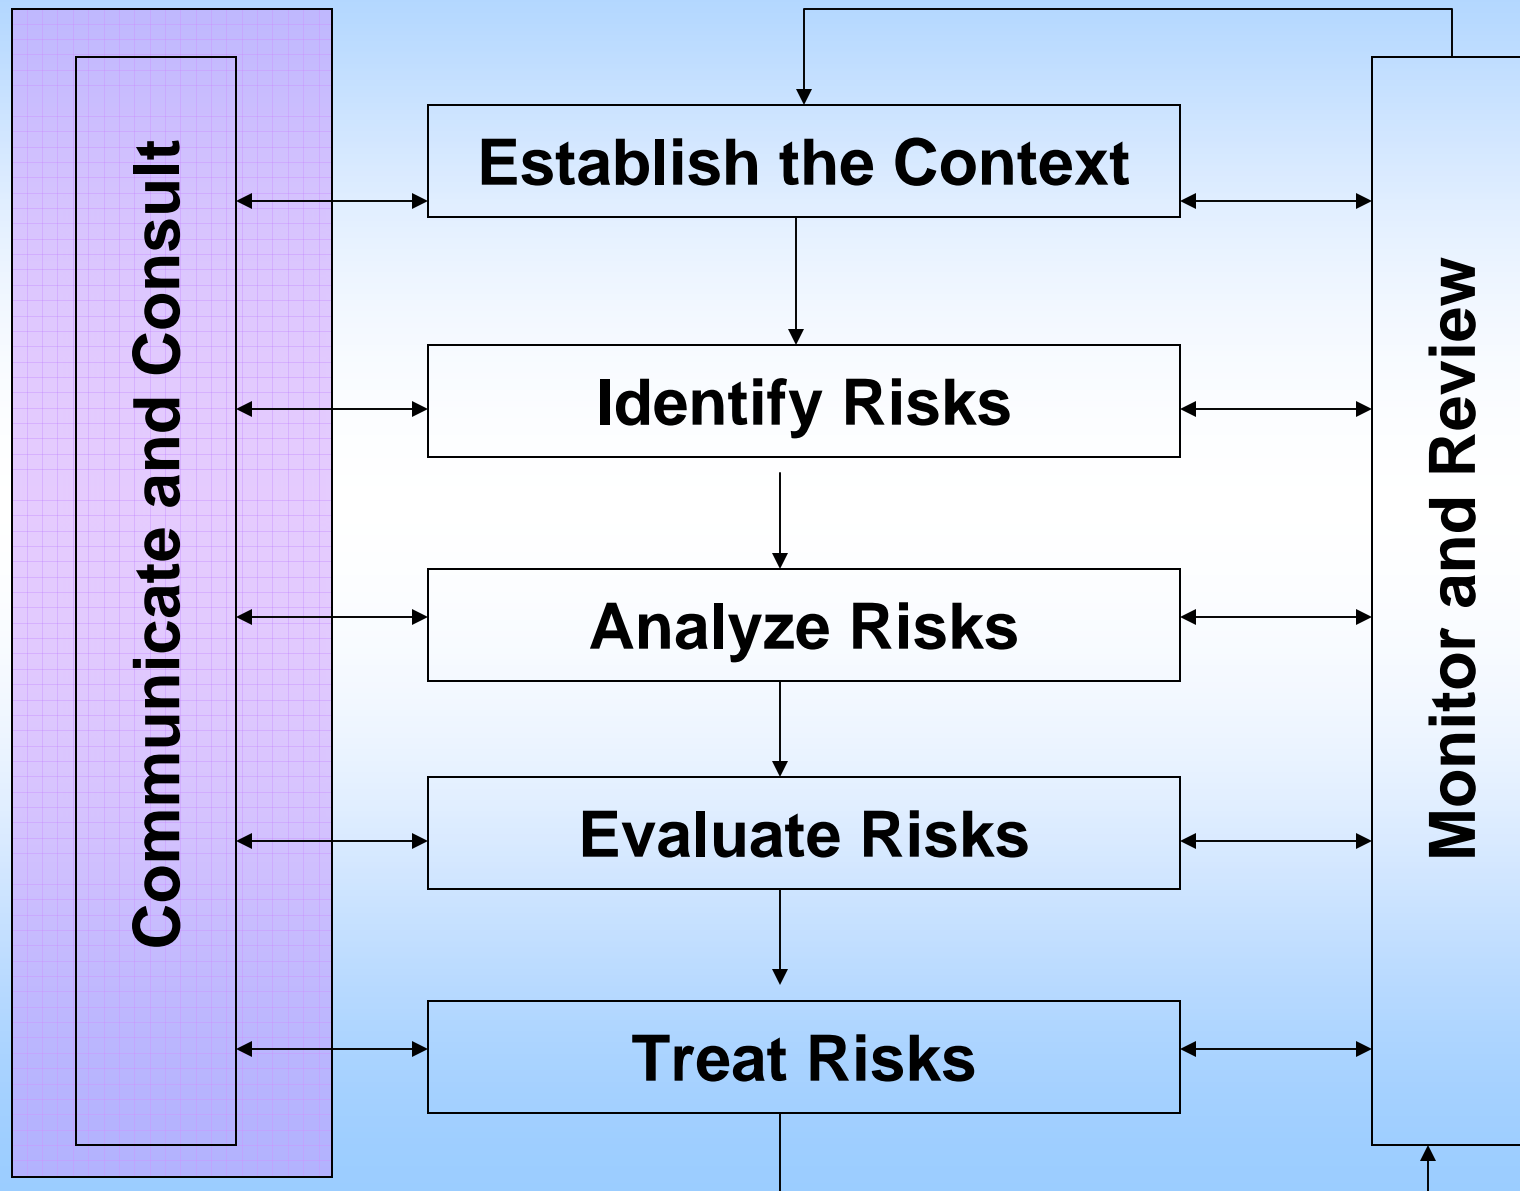 Communicate and Consult
Establish the Context
Identify Risks
Analyze Risks
Evaluate Risks
Treat Risks
Monitor and Review